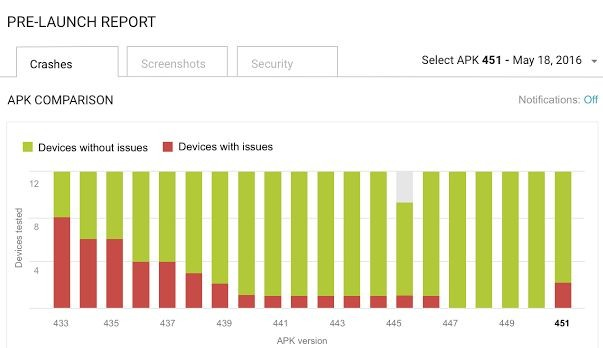 PRE-LAUNCH REPORT
Crashes
Screenshots
Security
Select APK 451 - May 18, 2016
APK COMPARISON
Notifications: Off
Devices without issues
Devices with issues
12
8
4
Devices tested
433 435 437 439 441 443 445 447 449 451
APK version